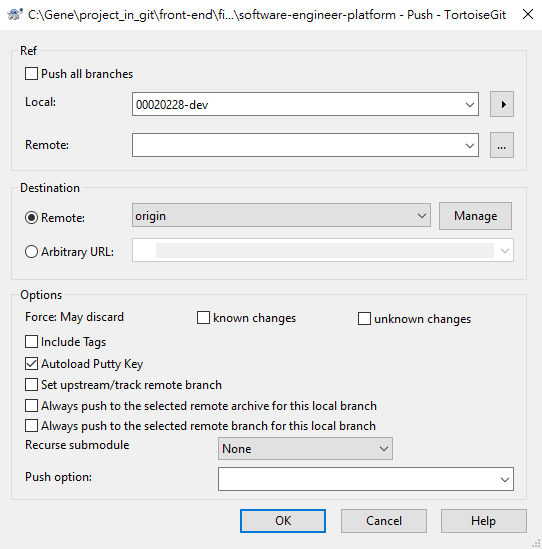 C:\Gene\project_in_git\front-end\fi...\software-engineer-platform - Push - TortoiseGit
Ref
Push all branches
Local:
00020228-dev
Remote:
...
Destination
Remote:
origin
Manage
Arbitrary URL:
Options
Force: May discard
known changes
unknown changes
Include Tags
Autoload Putty Key
Set upstream/track remote branch
Always push to the selected remote archive for this local branch
Always push to the selected remote branch for this local branch
Recurse submodule
None
Push option:
OK
Cancel
Help